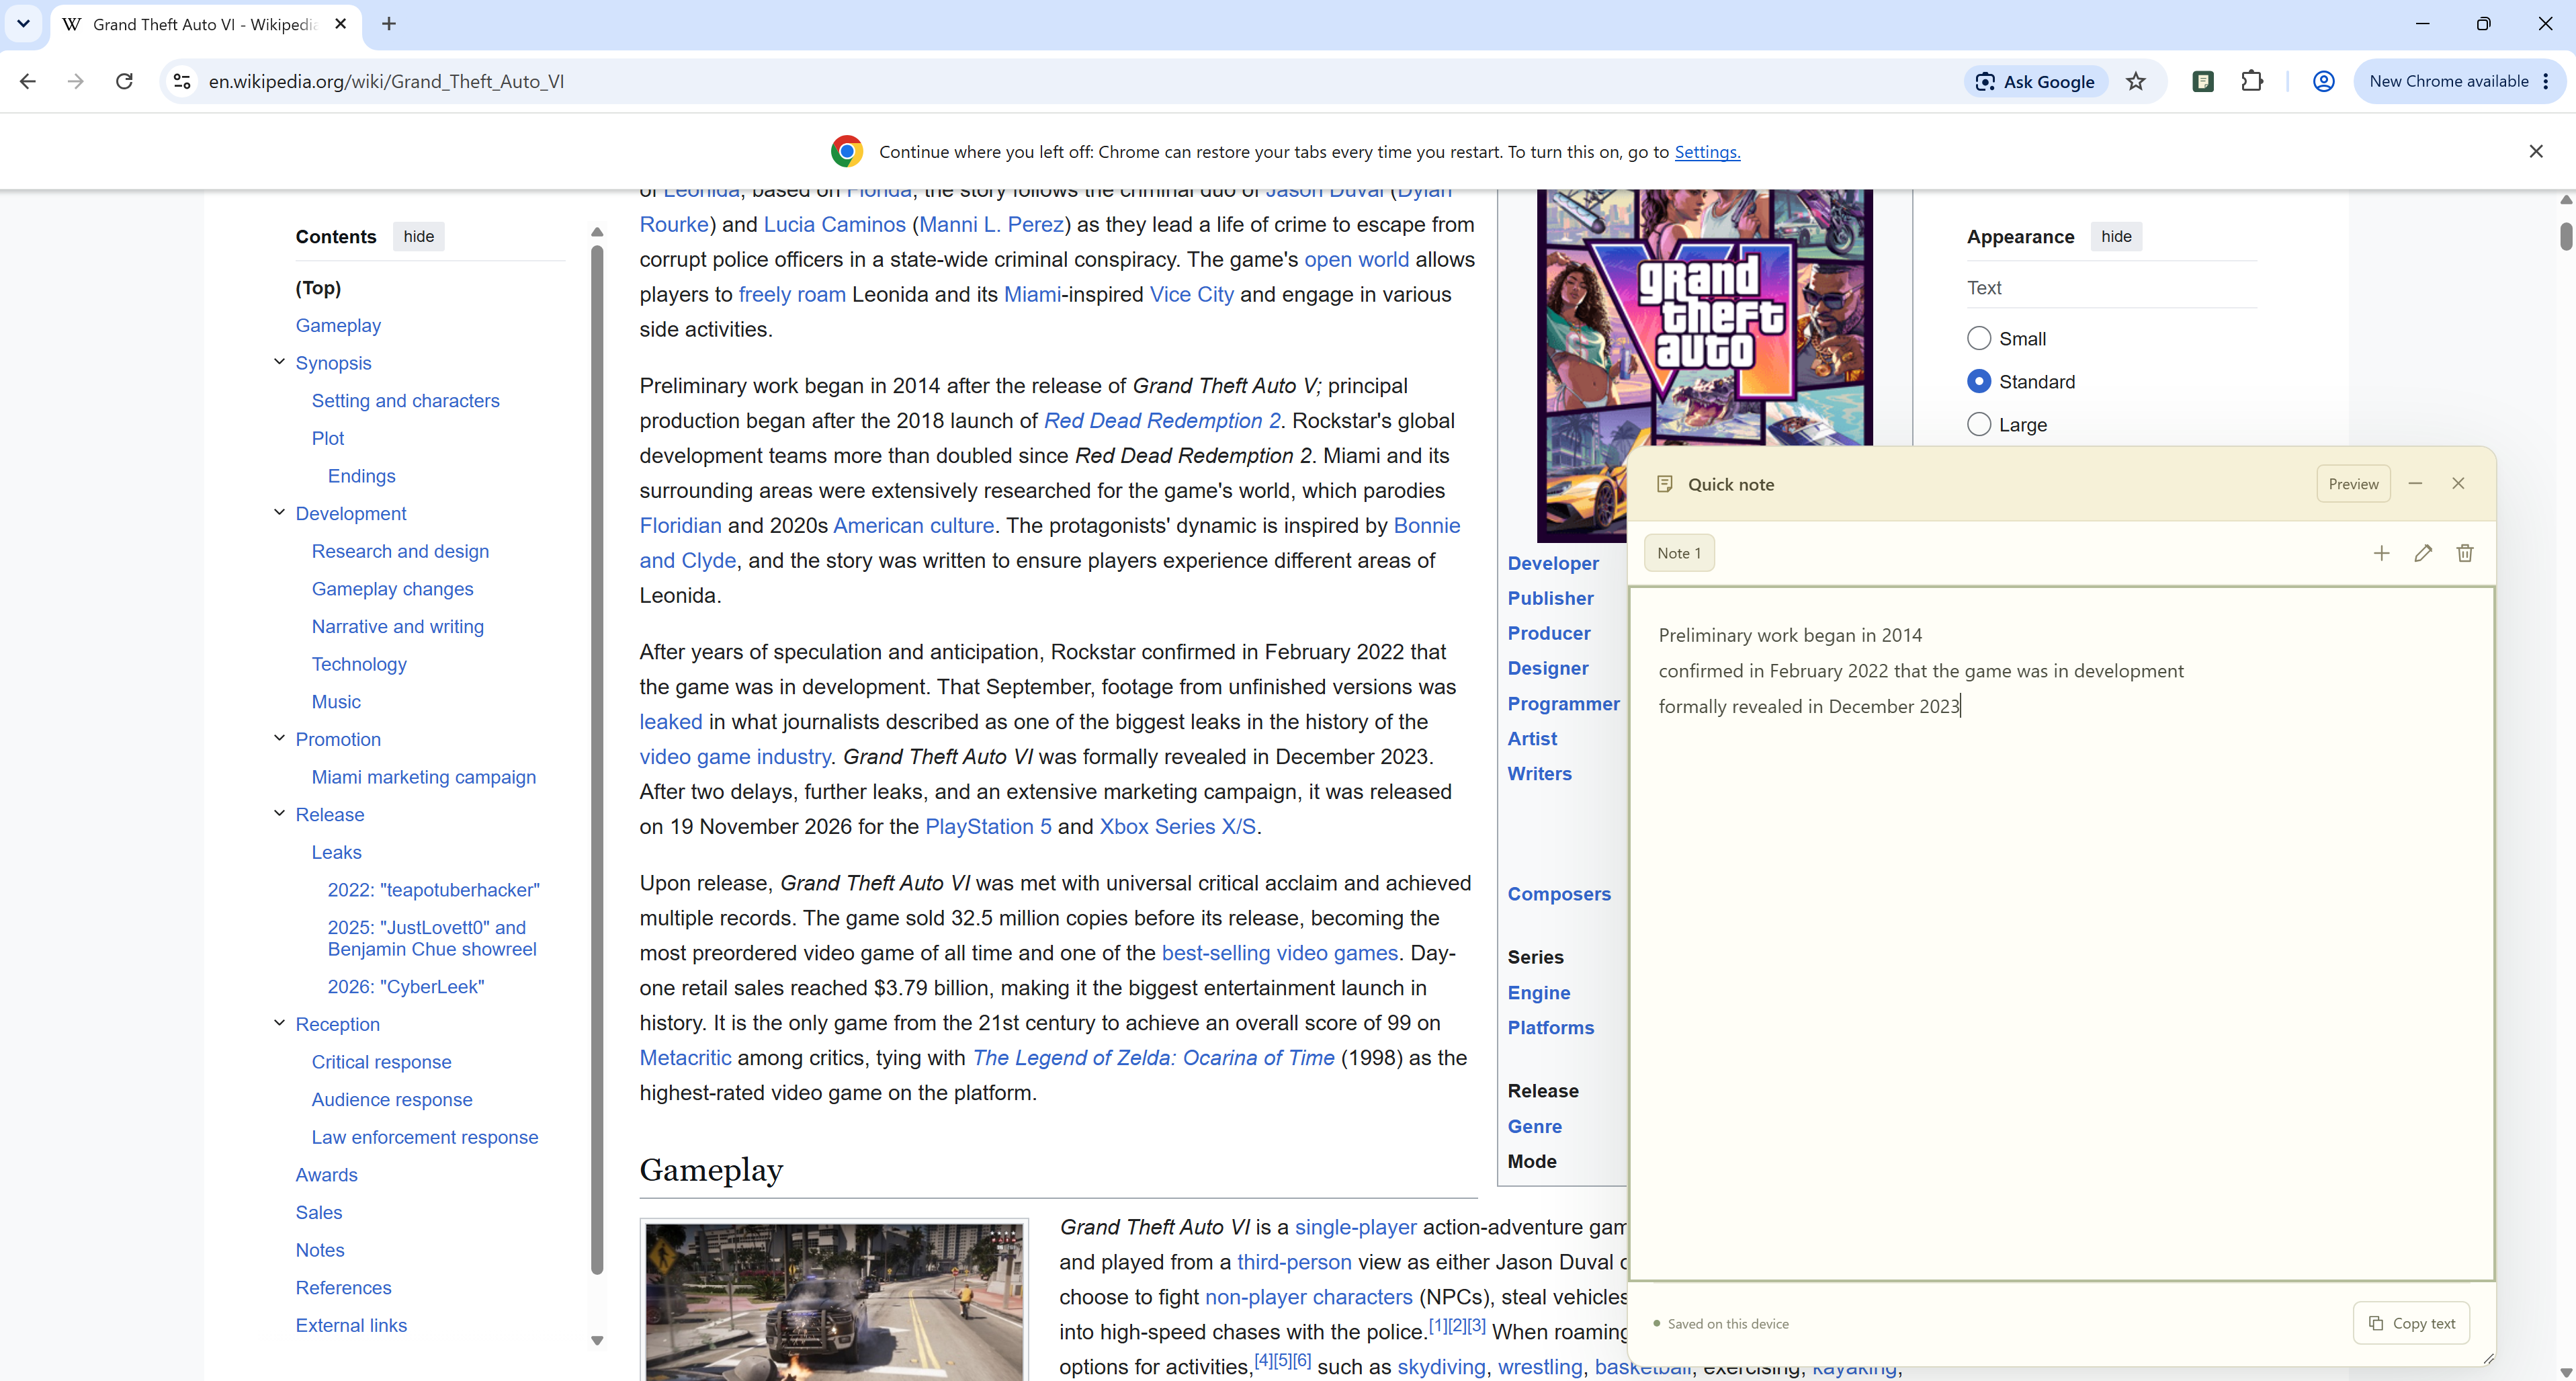 Grand Theft Auto VI - Wikipedia
en.wikipedia.org/wiki/Grand_Theft_Auto_VI
Ask Google
New Chrome available
Continue where you left off: Chrome can restore your tabs every time you restart. To turn this on, go to Settings.
Contents
hide
(Top)
Gameplay
Synopsis
Setting and characters
Plot
Endings
Development
Research and design
Gameplay changes
Narrative and writing
Technology
Music
Promotion
Miami marketing campaign
Release
Leaks
2022: "teapotuberhacker"
2025: "JustLovett0" and
Benjamin Chue showreel
2026: "CyberLeek"
Reception
Critical response
Audience response
Law enforcement response
Awards
Sales
Notes
References
External links
of Leonida, based on Florida, the story follows the criminal duo of Jason Duval (Dylan
Rourke) and Lucia Caminos (Manni L. Perez) as they lead a life of crime to escape from
corrupt police officers in a state-wide criminal conspiracy. The game's open world allows
players to freely roam Leonida and its Miami-inspired Vice City and engage in various
side activities.
Preliminary work began in 2014 after the release of Grand Theft Auto V; principal
production began after the 2018 launch of Red Dead Redemption 2. Rockstar's global
development teams more than doubled since Red Dead Redemption 2. Miami and its
surrounding areas were extensively researched for the game's world, which parodies
Floridian and 2020s American culture. The protagonists' dynamic is inspired by Bonnie
and Clyde, and the story was written to ensure players experience different areas of
Leonida.
After years of speculation and anticipation, Rockstar confirmed in February 2022 that
the game was in development. That September, footage from unfinished versions was
leaked in what journalists described as one of the biggest leaks in the history of the
video game industry. Grand Theft Auto VI was formally revealed in December 2023.
After two delays, further leaks, and an extensive marketing campaign, it was released
on 19 November 2026 for the PlayStation 5 and Xbox Series X/S.
Upon release, Grand Theft Auto VI was met with universal critical acclaim and achieved
multiple records. The game sold 32.5 million copies before its release, becoming the
most preordered video game of all time and one of the best-selling video games. Day-
one retail sales reached $3.79 billion, making it the biggest entertainment launch in
history. It is the only game from the 21st century to achieve an overall score of 99 on
Metacritic among critics, tying with The Legend of Zelda: Ocarina of Time (1998) as the
highest-rated video game on the platform.
Gameplay
Grand Theft Auto VI is a single-player action-adventure gam
and played from a third-person view as either Jason Duval
choose to fight non-player characters (NPCs), steal vehicles
into high-speed chases with the police.[1][2][3] When roaming
options for activities,[4][5][6] such as skydiving, wrestling, basketball, exercising, kayaking,
grand
theft
auto
VI
Developer
Publisher
Producer
Designer
Programmer
Artist
Writers
Composers
Series
Engine
Platforms
Release
Genre
Mode
Appearance
hide
Text
Small
Standard
Large
Quick note
Preview
Note 1
Preliminary work began in 2014
confirmed in February 2022 that the game was in development
formally revealed in December 2023
Saved on this device
Copy text